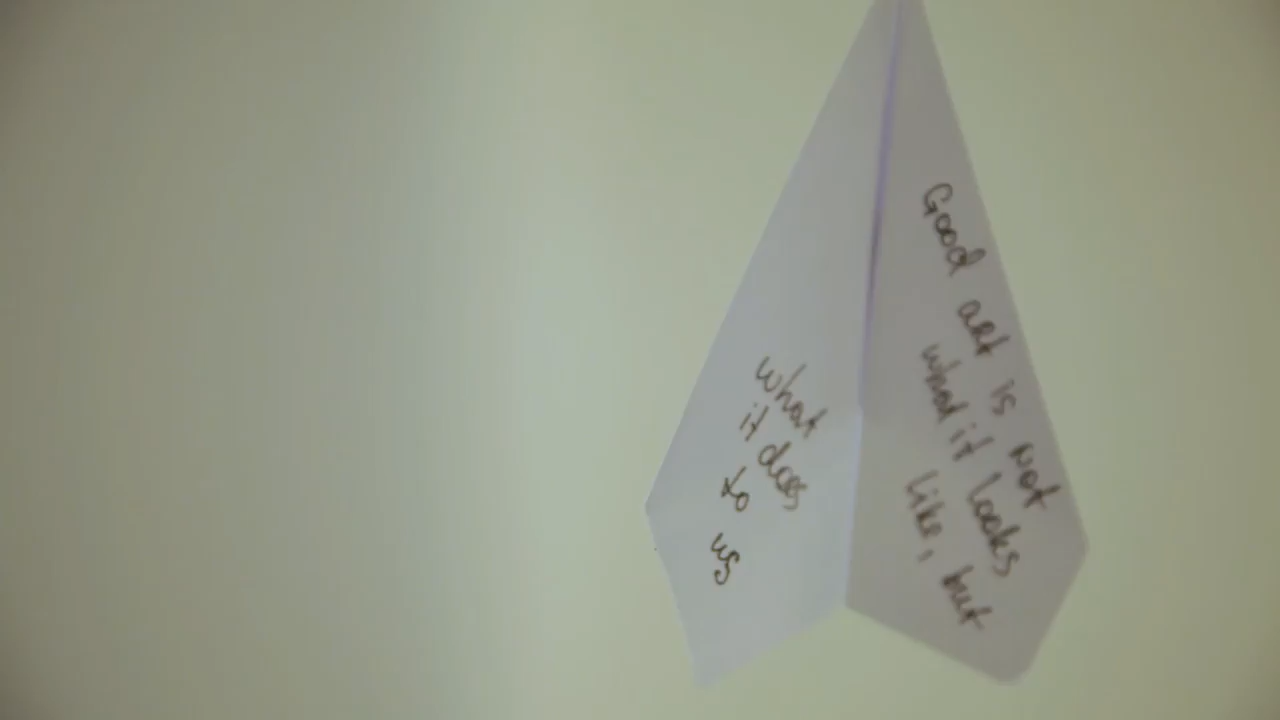 Good art is not
what it looks
like, but
what
it does
to
us